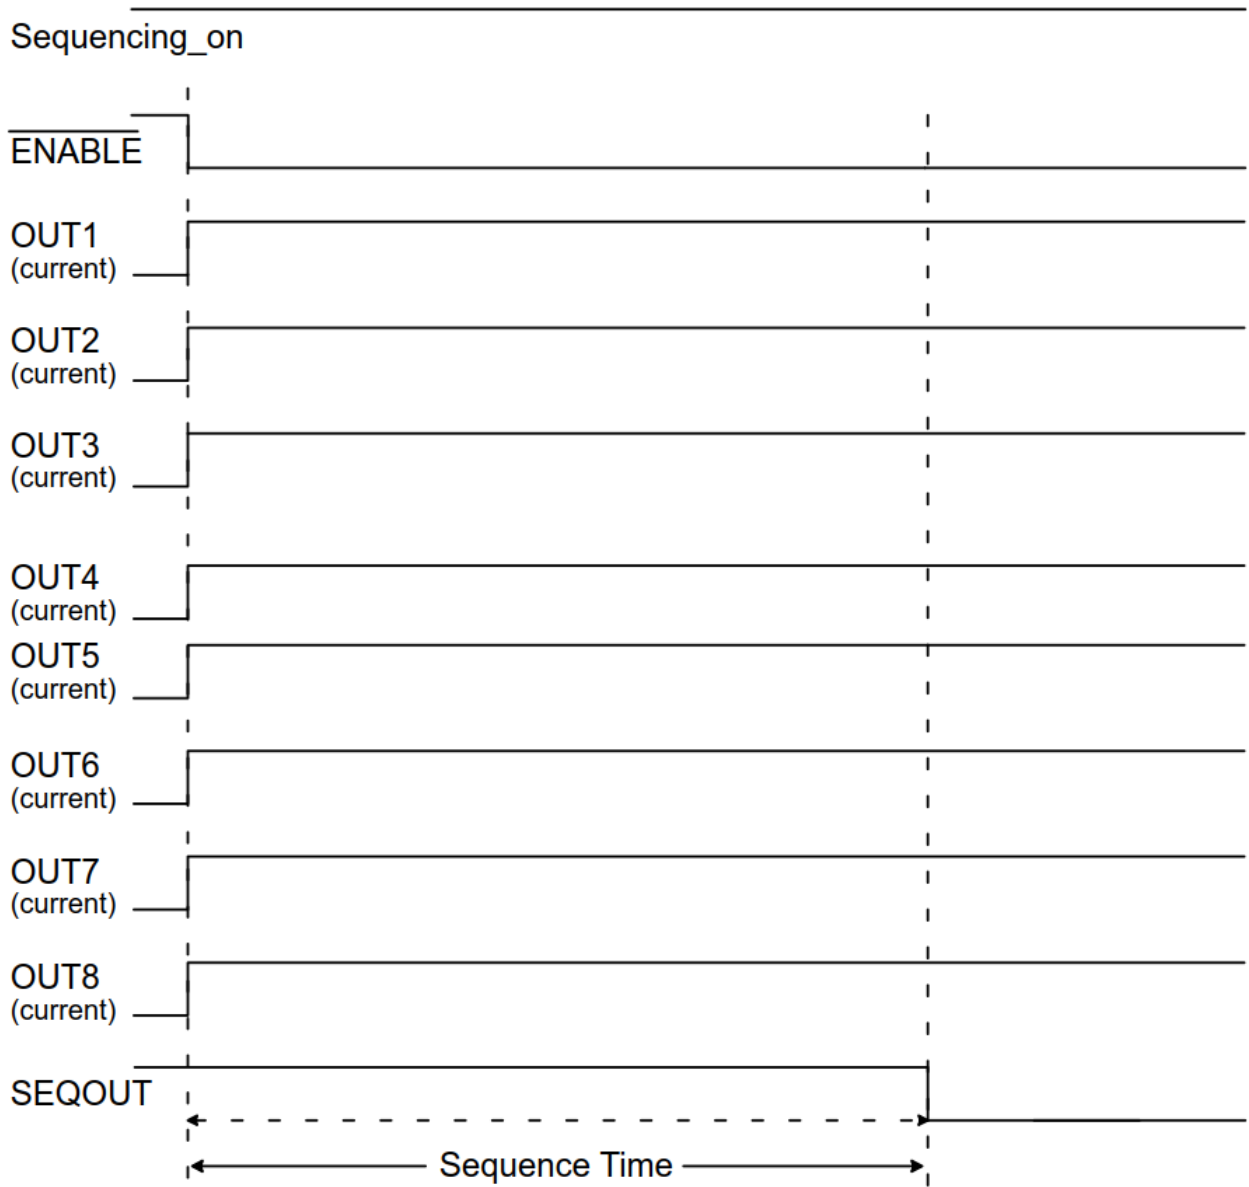 Sequencing_on
ENABLE
OUT1
(current)
OUT2
(current)
OUT3
(current)
OUT4
(current)
OUT5
(current)
OUT6
(current)
OUT7
(current)
OUT8
(current)
SEQOUT
Sequence Time